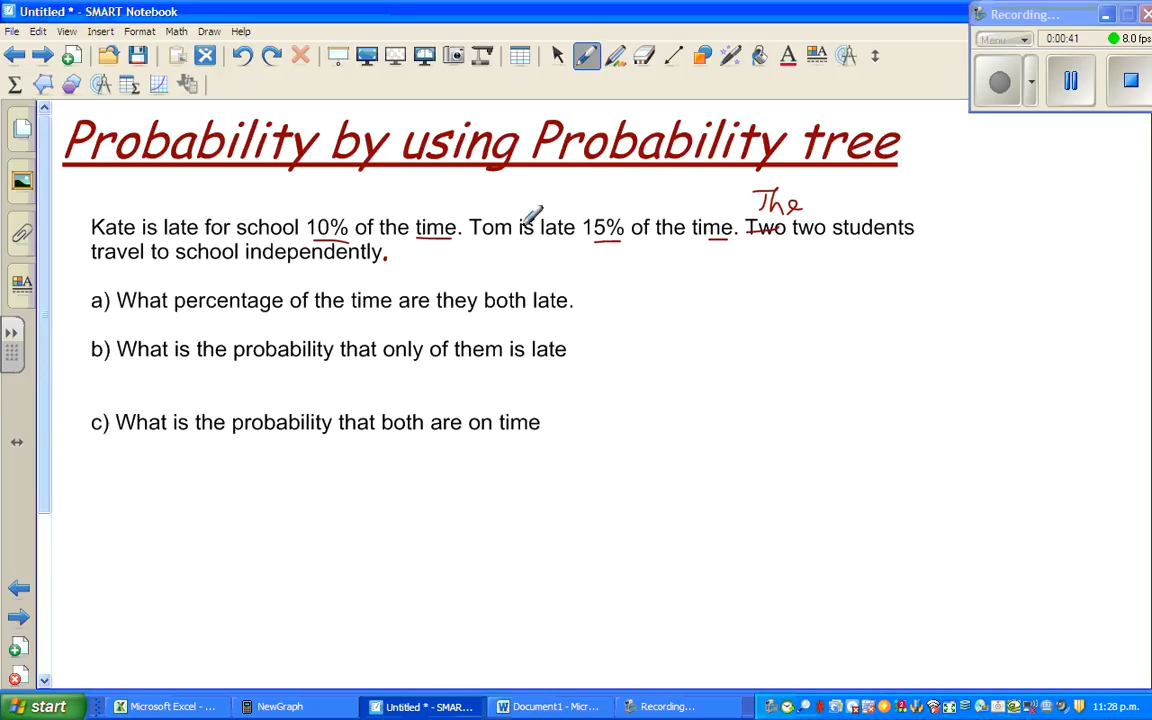 Untitled * - SMART Notebook
Recording...
File Edit View Insert Format Math Draw Help
Menu
0:00:41
8.0 fps
Probability by using Probability tree
The
Kate is late for school 10% of the time. Tom is late 15% of the time. Two two students
travel to school independently.
a) What percentage of the time are they both late.
b) What is the probability that only of them is late
c) What is the probability that both are on time
start
Microsoft Excel - ...
NewGraph
Untitled * - SMAR...
Document1 - Micr...
Recording...
11:28 p.m.